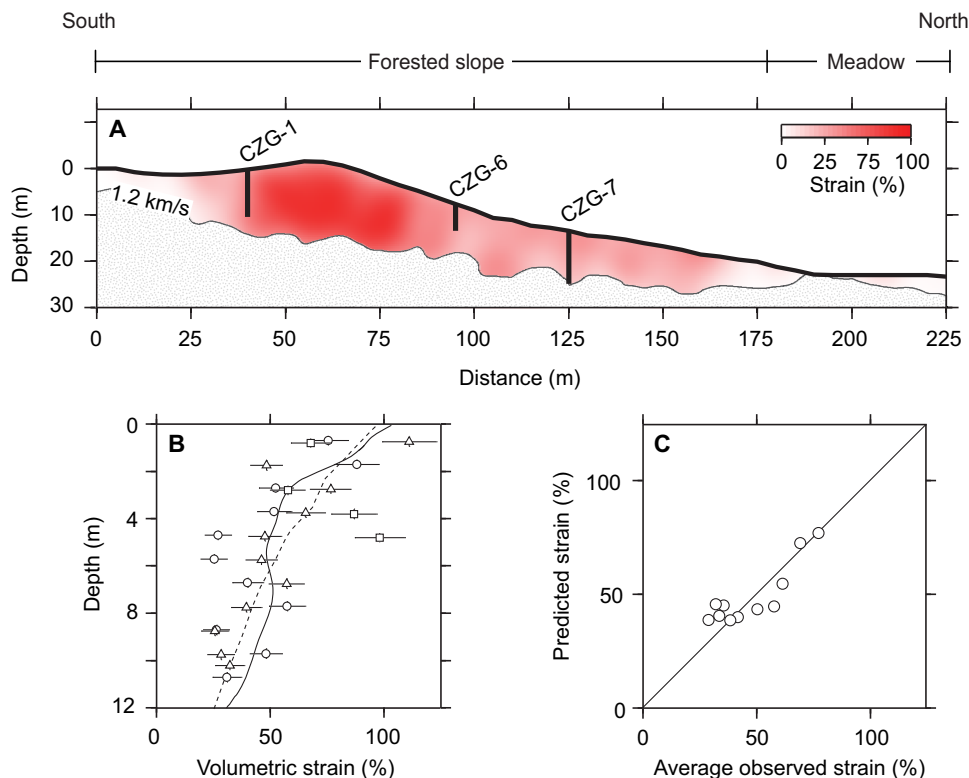 South North
Forested slope Meadow
A
CZG-1
CZG-6
CZG-7
1.2 km/s
0 25 75 100
Strain (%)
Depth (m)
0
10
20
30
0 25 50 75 100 125 150 175 200 225
Distance (m)
B
Depth (m)
0
4
8
12
0 50 100
Volumetric strain (%)
C
Predicted strain (%)
100
50
0
0 50 100
Average observed strain (%)